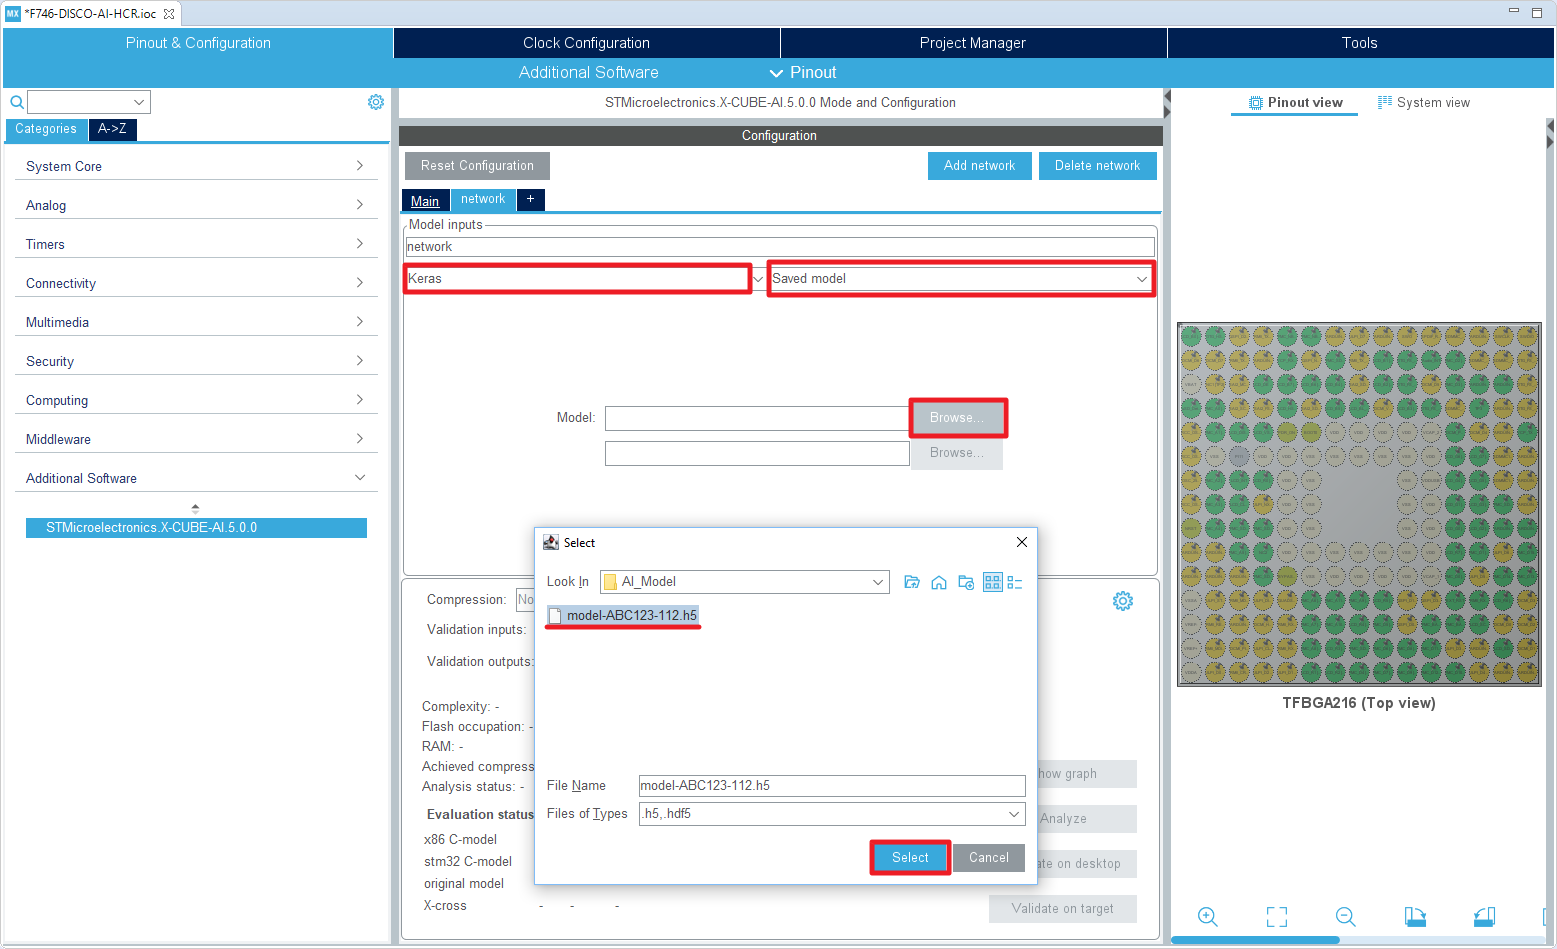 MX *F746-DISCO-AI-HCR.ioc
Pinout & Configuration
Clock Configuration
Project Manager
Tools
Additional Software
Pinout
Categories
A->Z
System Core
Analog
Timers
Connectivity
Multimedia
Security
Computing
Middleware
Additional Software
STMicroelectronics.X-CUBE-AI.5.0.0
STMicroelectronics.X-CUBE-AI.5.0.0 Mode and Configuration
Configuration
Reset Configuration
Add network
Delete network
Main
network
+
Model inputs
network
Keras
Saved model
Model:
Browse...
Browse...
Compression:
No
Validation inputs:
Validation outputs:
Complexity: -
Flash occupation: -
RAM: -
Achieved compress
Analysis status: -
Evaluation status
x86 C-model
stm32 C-model
original model
X-cross - - -
how graph
Analyze
ate on desktop
Validate on target
Select
Look In
AI_Model
model-ABC123-112.h5
File Name
model-ABC123-112.h5
Files of Types
.h5,.hdf5
Select
Cancel
Pinout view
System view
TFBGA216 (Top view)